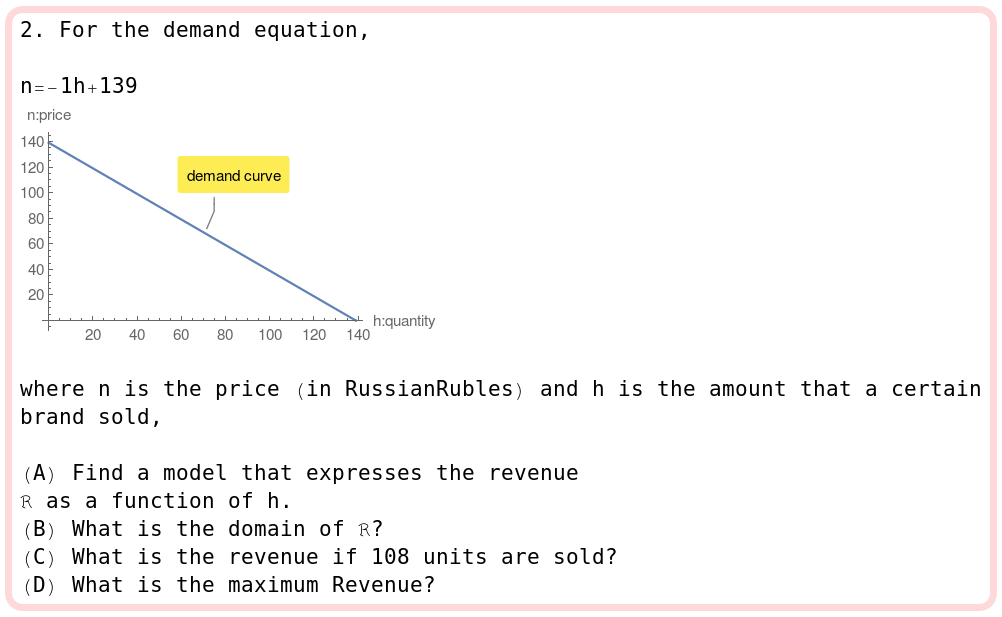 2. For the demand equation,
n=-1h+139
n:price
140
120
100
80
60
40
20
demand curve
20 40 60 80 100 120 140
h:quantity
where n is the price (in RussianRubles) and h is the amount that a certain
brand sold,
(A) Find a model that expresses the revenue
ℛ as a function of h.
(B) What is the domain of ℛ?
(C) What is the revenue if 108 units are sold?
(D) What is the maximum Revenue?